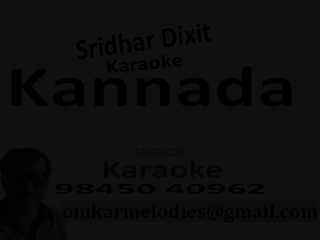 Sridhar Dixit
Karaoke
Kannada
Karaoke
98450 40962
omkarmelodies@gmail.com